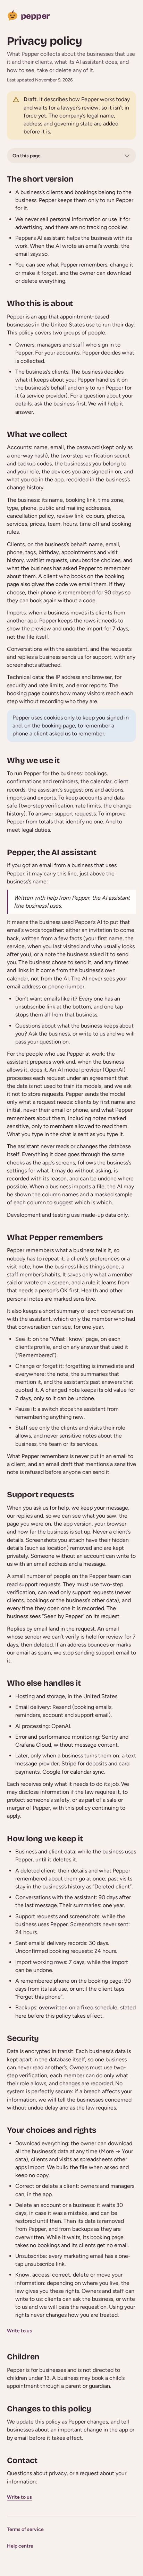 pepper
Privacy policy
What Pepper collects about the businesses that use
it and their clients, what its AI assistant does, and
how to see, take or delete any of it.
Last updated November 9, 2026
Draft. It describes how Pepper works today
and waits for a lawyer's review, so it isn't in
force yet. The company's legal name,
address and governing state are added
before it is.
On this page
The short version
A business's clients and bookings belong to the
business. Pepper keeps them only to run Pepper
for it.
We never sell personal information or use it for
advertising, and there are no tracking cookies.
Pepper's AI assistant helps the business with its
work. When the AI wrote an email's words, the
email says so.
You can see what Pepper remembers, change it
or make it forget, and the owner can download
or delete everything.
Who this is about
Pepper is an app that appointment-based
businesses in the United States use to run their day.
This policy covers two groups of people.
Owners, managers and staff who sign in to
Pepper. For your accounts, Pepper decides what
is collected.
The business's clients. The business decides
what it keeps about you; Pepper handles it on
the business's behalf and only to run Pepper for
it (a service provider). For a question about your
details, ask the business first. We will help it
answer.
What we collect
Accounts: name, email, the password (kept only as
a one-way hash), the two-step verification secret
and backup codes, the businesses you belong to
and your role, the devices you are signed in on, and
what you do in the app, recorded in the business's
change history.
The business: its name, booking link, time zone,
type, phone, public and mailing addresses,
cancellation policy, review link, colours, photos,
services, prices, team, hours, time off and booking
rules.
Clients, on the business's behalf: name, email,
phone, tags, birthday, appointments and visit
history, waitlist requests, unsubscribes, notes, and
what the business has asked Pepper to remember
about them. A client who books on the booking
page also gives the code we email them. If they
choose, their phone is remembered for 90 days so
they can book again without a code.
Imports: when a business moves its clients from
another app, Pepper keeps the rows it needs to
show the preview and undo the import for 7 days,
not the file itself.
Conversations with the assistant, and the requests
and replies a business sends us for support, with any
screenshots attached.
Technical data: the IP address and browser, for
security and rate limits, and error reports. The
booking page counts how many visitors reach each
step without recording who they are.
Pepper uses cookies only to keep you signed in
and, on the booking page, to remember a
phone a client asked us to remember.
Why we use it
To run Pepper for the business: bookings,
confirmations and reminders, the calendar, client
records, the assistant's suggestions and actions,
imports and exports. To keep accounts and data
safe (two-step verification, rate limits, the change
history). To answer support requests. To improve
Pepper from totals that identify no one. And to
meet legal duties.
Pepper, the AI assistant
If you got an email from a business that uses
Pepper, it may carry this line, just above the
business's name:
Written with help from Pepper, the AI assistant
[the business] uses.
It means the business used Pepper's AI to put that
email's words together: either an invitation to come
back, written from a few facts (your first name, the
service, when you last visited and who usually looks
after you), or a note the business asked it to send
to you. The business chose to send it, and any times
and links in it come from the business's own
calendar, not from the AI. The AI never sees your
email address or phone number.
Don't want emails like it? Every one has an
unsubscribe link at the bottom, and one tap
stops them all from that business.
Questions about what the business keeps about
you? Ask the business, or write to us and we will
pass your question on.
For the people who use Pepper at work: the
assistant prepares work and, when the business
allows it, does it. An AI model provider (OpenAI)
processes each request under an agreement that
the data is not used to train its models, and we ask
it not to store requests. Pepper sends the model
only what a request needs: clients by first name and
initial, never their email or phone, and what Pepper
remembers about them, including notes marked
sensitive, only to members allowed to read them.
What you type in the chat is sent as you type it.
The assistant never reads or changes the database
itself. Everything it does goes through the same
checks as the app's screens, follows the business's
settings for what it may do without asking, is
recorded with its reason, and can be undone where
possible. When a business imports a file, the AI may
be shown the column names and a masked sample
of each column to suggest which is which.
Development and testing use made-up data only.
What Pepper remembers
Pepper remembers what a business tells it, so
nobody has to repeat it: a client's preferences or a
visit note, how the business likes things done, a
staff member's habits. It saves only what a member
said or wrote on a screen, and a rule it learns from
that needs a person's OK first. Health and other
personal notes are marked sensitive.
It also keeps a short summary of each conversation
with the assistant, which only the member who had
the conversation can see, for one year.
See it: on the "What I know" page, on each
client's profile, and on any answer that used it
("Remembered").
Change or forget it: forgetting is immediate and
everywhere: the note, the summaries that
mention it, and the assistant's past answers that
quoted it. A changed note keeps its old value for
7 days, only so it can be undone.
Pause it: a switch stops the assistant from
remembering anything new.
Staff see only the clients and visits their role
allows, and never sensitive notes about the
business, the team or its services.
What Pepper remembers is never put in an email to
a client, and an email draft that mentions a sensitive
note is refused before anyone can send it.
Support requests
When you ask us for help, we keep your message,
our replies and, so we can see what you saw, the
page you were on, the app version, your browser
and how far the business is set up. Never a client's
details. Screenshots you attach have their hidden
details (such as location) removed and are kept
privately. Someone without an account can write to
us with an email address and a message.
A small number of people on the Pepper team can
read support requests. They must use two-step
verification, can read only support requests (never
clients, bookings or the business's other data), and
every time they open one it is recorded. The
business sees "Seen by Pepper" on its request.
Replies by email land in the request. An email
whose sender we can't verify is held for review for 7
days, then deleted. If an address bounces or marks
our email as spam, we stop sending support email to
it.
Who else handles it
Hosting and storage, in the United States.
Email delivery: Resend (booking emails,
reminders, account and support email).
AI processing: OpenAI.
Error and performance monitoring: Sentry and
Grafana Cloud, without message content.
Later, only when a business turns them on: a text
message provider, Stripe for deposits and card
payments, Google for calendar sync.
Each receives only what it needs to do its job. We
may disclose information if the law requires it, to
protect someone's safety, or as part of a sale or
merger of Pepper, with this policy continuing to
apply.
How long we keep it
Business and client data: while the business uses
Pepper, until it deletes it.
A deleted client: their details and what Pepper
remembered about them go at once; past visits
stay in the business's history as "Deleted client".
Conversations with the assistant: 90 days after
the last message. Their summaries: one year.
Support requests and screenshots: while the
business uses Pepper. Screenshots never sent:
24 hours.
Sent emails' delivery records: 30 days.
Unconfirmed booking requests: 24 hours.
Import working rows: 7 days, while the import
can be undone.
A remembered phone on the booking page: 90
days from its last use, or until the client taps
"Forget this phone".
Backups: overwritten on a fixed schedule, stated
here before this policy takes effect.
Security
Data is encrypted in transit. Each business's data is
kept apart in the database itself, so one business
can never read another's. Owners must use two-
step verification, each member can do only what
their role allows, and changes are recorded. No
system is perfectly secure: if a breach affects your
information, we will tell the businesses concerned
without undue delay and as the law requires.
Your choices and rights
Download everything: the owner can download
all the business's data at any time (More → Your
data), clients and visits as spreadsheets other
apps import. We build the file when asked and
keep no copy.
Correct or delete a client: owners and managers
can, in the app.
Delete an account or a business: it waits 30
days, in case it was a mistake, and can be
restored until then. Then its data is removed
from Pepper, and from backups as they are
overwritten. While it waits, its booking page
takes no bookings and its clients get no email.
Unsubscribe: every marketing email has a one-
tap unsubscribe link.
Know, access, correct, delete or move your
information: depending on where you live, the
law gives you these rights. Owners and staff can
write to us; clients can ask the business, or write
to us and we will pass the request on. Using your
rights never changes how you are treated.
Write to us
Children
Pepper is for businesses and is not directed to
children under 13. A business may book a child's
appointment through a parent or guardian.
Changes to this policy
We update this policy as Pepper changes, and tell
businesses about an important change in the app or
by email before it takes effect.
Contact
Questions about privacy, or a request about your
information:
Write to us
Terms of service
Help centre